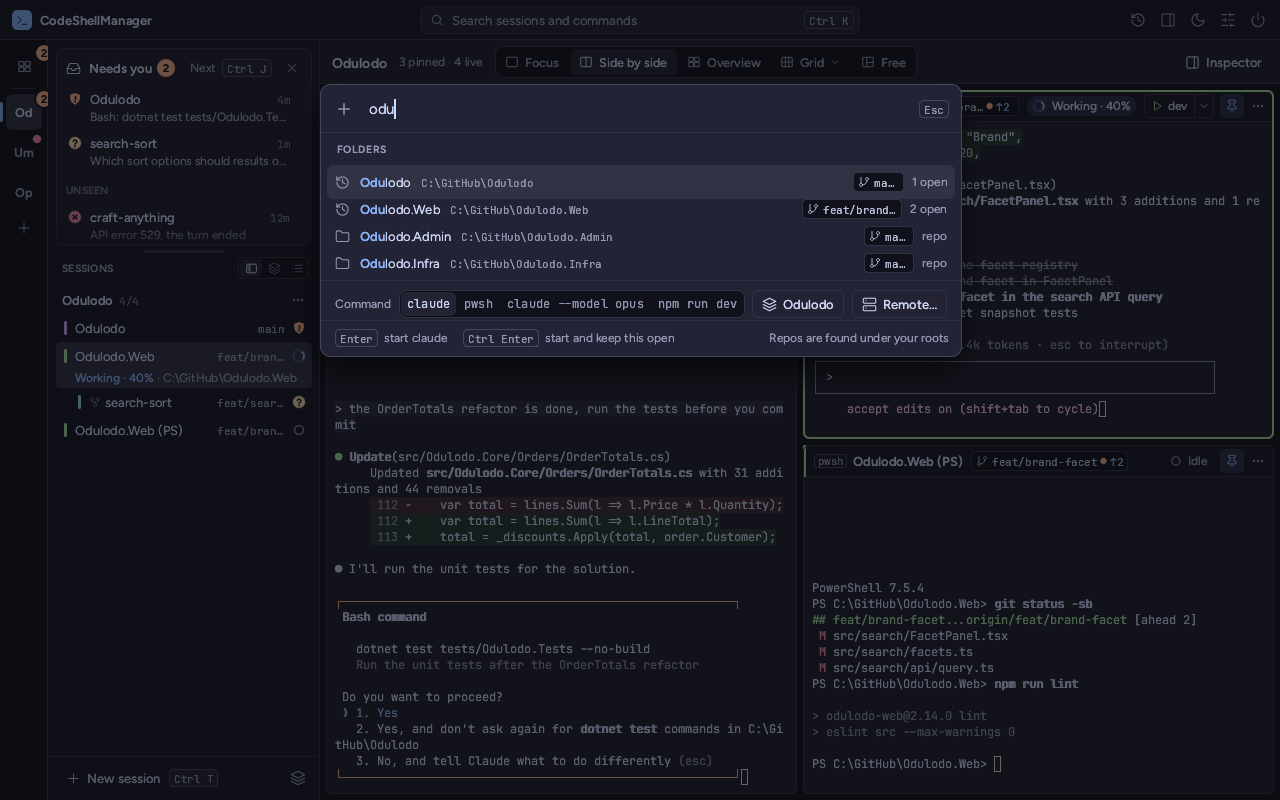 CodeShellManager
Search sessions and commands
Ctrl K
2
Needs you 2 Next Ctrl J
Odulodo 4m
Bash: dotnet test tests/Odulodo.Te…
search-sort 1m
Which sort options should results o…
UNSEEN
craft-anything 12m
API error 529, the turn ended
2
Od
Um
Op
SESSIONS
Odulodo 4/4
Odulodo main
Odulodo.Web feat/bran…
Working · 40% · C:\GitHub\Odulodo.Web
search-sort feat/sear…
Odulodo.Web (PS) feat/bran…
New session Ctrl T
Odulodo 3 pinned · 4 live
Focus Side by side Overview Grid Free
Inspector
odu
Esc
FOLDERS
Odulodo C:\GitHub\Odulodo ma… 1 open
Odulodo.Web C:\GitHub\Odulodo.Web feat/brand… 2 open
Odulodo.Admin C:\GitHub\Odulodo.Admin ma… repo
Odulodo.Infra C:\GitHub\Odulodo.Infra ma… repo
Command claude pwsh claude --model opus npm run dev Odulodo Remote…
Enter start claude Ctrl Enter start and keep this open Repos are found under your roots
> the OrderTotals refactor is done, run the tests before you com
mit
● Update(src/Odulodo.Core/Orders/OrderTotals.cs)
Updated src/Odulodo.Core/Orders/OrderTotals.cs with 31 addi
tions and 44 removals
112 - var total = lines.Sum(l => l.Price * l.Quantity);
112 + var total = lines.Sum(l => l.LineTotal);
113 + total = _discounts.Apply(total, order.Customer);
● I'll run the unit tests for the solution.
Bash command
dotnet test tests/Odulodo.Tests --no-build
Run the unit tests after the OrderTotals refactor
Do you want to proceed?
❯ 1. Yes
2. Yes, and don't ask again for dotnet test commands in C:\Gi
tHub\Odulodo
3. No, and tell Claude what to do differently (esc)
ra… ↑2 Working · 40% dev
"Brand",
20,
acetPanel.tsx)
ch/FacetPanel.tsx with 3 additions and 1 re
he facet registry
nd facet in FacetPanel
facet in the search API query
et snapshot tests
.4k tokens · esc to interrupt)
>
accept edits on (shift+tab to cycle)
pwsh Odulodo.Web (PS) feat/brand-facet ↑2 Idle
PowerShell 7.5.4
PS C:\GitHub\Odulodo.Web> git status -sb
## feat/brand-facet...origin/feat/brand-facet [ahead 2]
M src/search/FacetPanel.tsx
M src/search/facets.ts
M src/search/api/query.ts
PS C:\GitHub\Odulodo.Web> npm run lint
> odulodo-web@2.14.0 lint
> eslint src --max-warnings 0
PS C:\GitHub\Odulodo.Web>